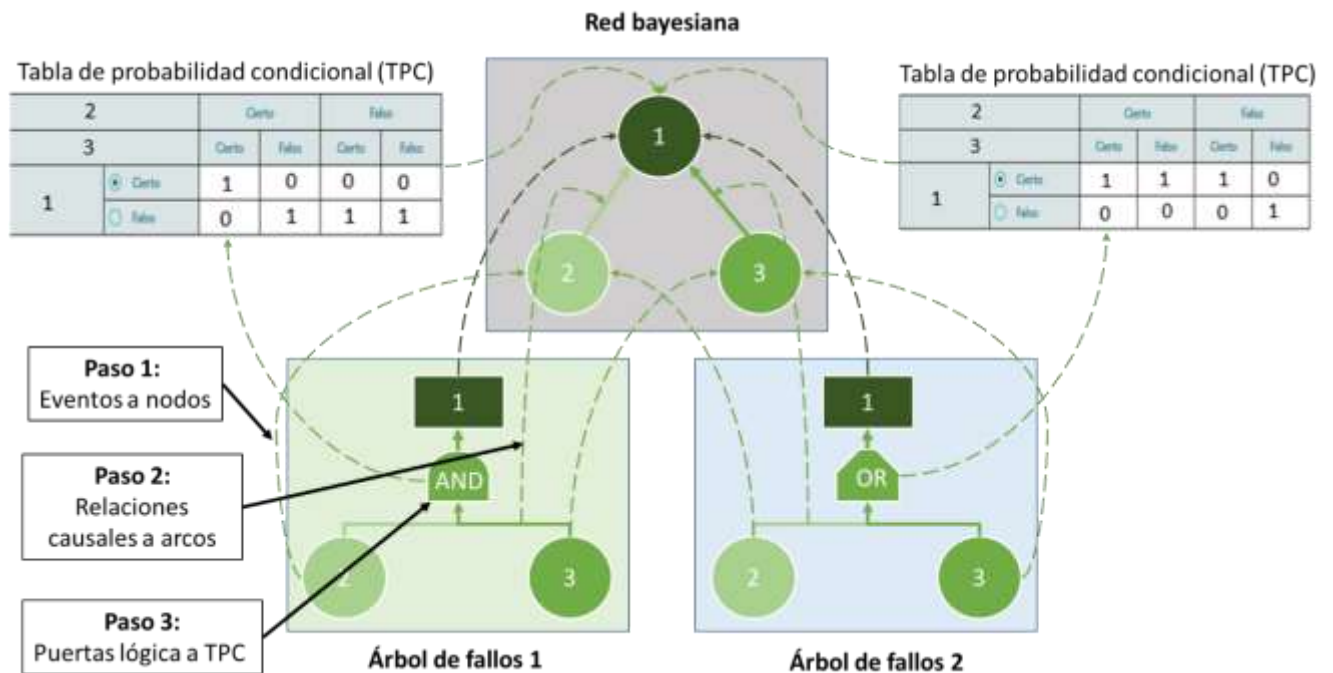 Red bayesiana
Tabla de probabilidad condicional (TPC)
2 Cierto Falso
3 Cierto Falso Cierto Falso
1 Cierto 1 0 0 0
Falso 0 1 1 1
Tabla de probabilidad condicional (TPC)
2 Cierto Falso
3 Cierto Falso Cierto Falso
1 Cierto 1 1 1 0
Falso 0 0 0 1
1
2 3
Paso 1:
Eventos a nodos
Paso 2:
Relaciones
causales a arcos
Paso 3:
Puertas lógica a TPC
1
AND
2 3
Árbol de fallos 1
1
OR
2 3
Árbol de fallos 2